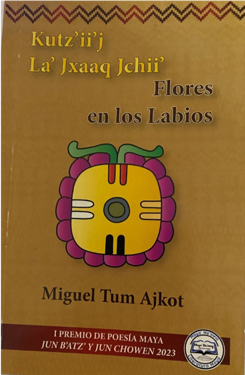 Kutz'ii'j
La' Jxaaq Jchii'
Flores
en los Labios
Miguel Tum Ajkot
I PREMIO DE POESÍA MAYA
JUN B'ATZ' Y JUN CHOWEN 2023